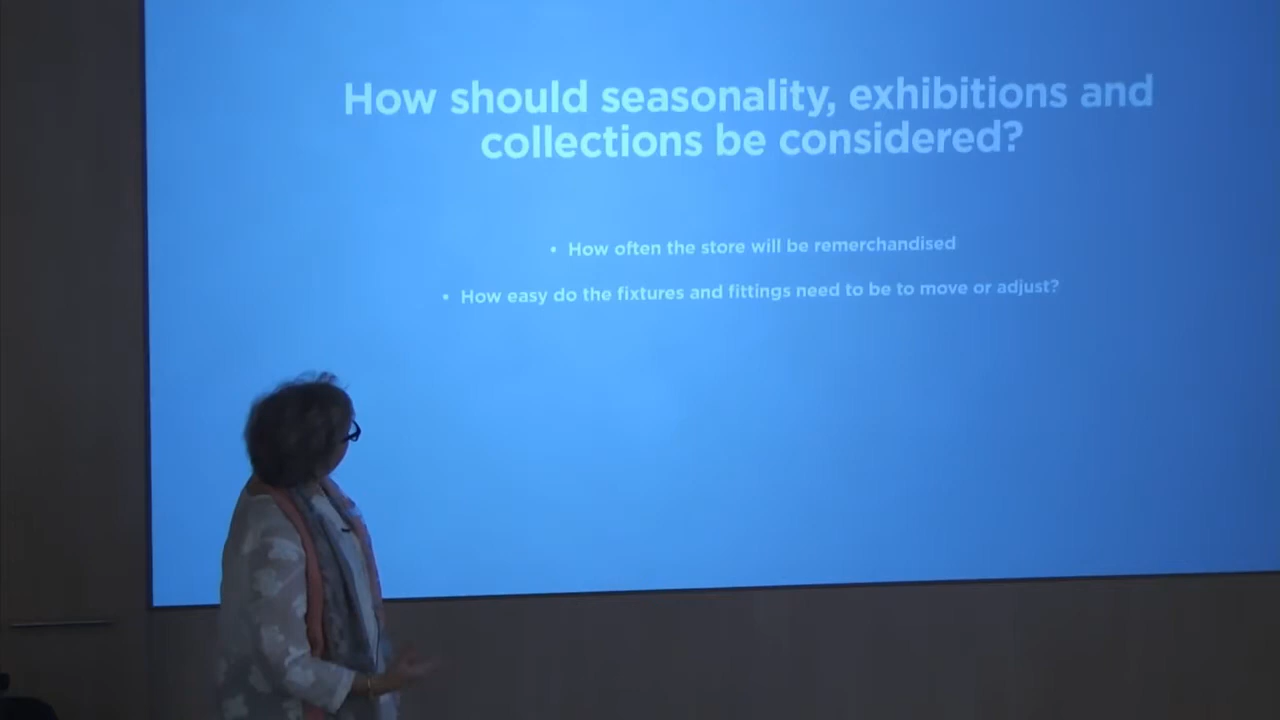 How should seasonality, exhibitions and
collections be considered?
• How often the store will be remerchandised
• How easy do the fixtures and fittings need to be to move or adjust?